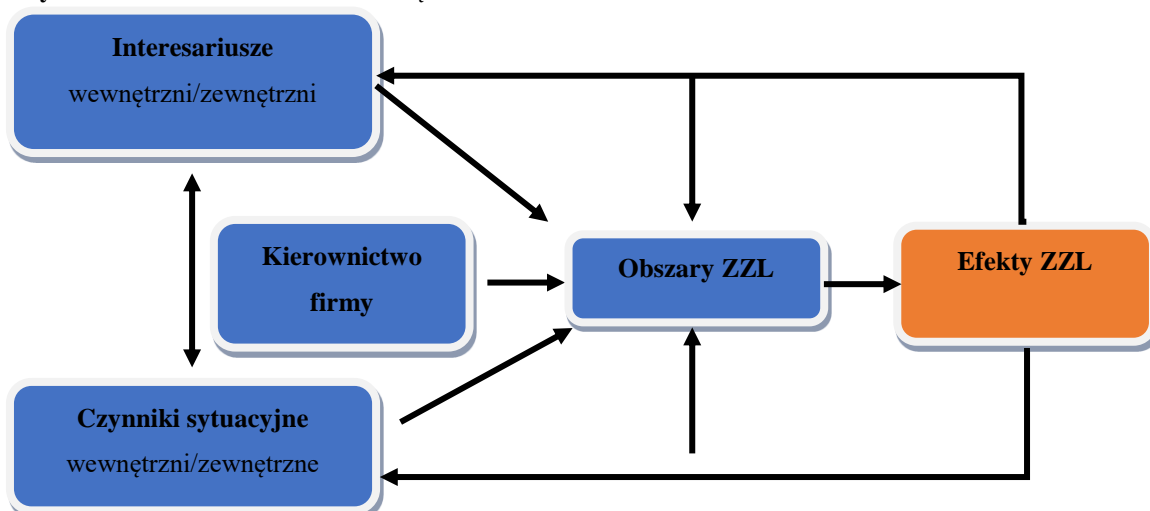 Interesariusze
wewnętrzni/zewnętrzni
Kierownictwo
firmy
Obszary ZZL
Efekty ZZL
Czynniki sytuacyjne
wewnętrzni/zewnętrzne